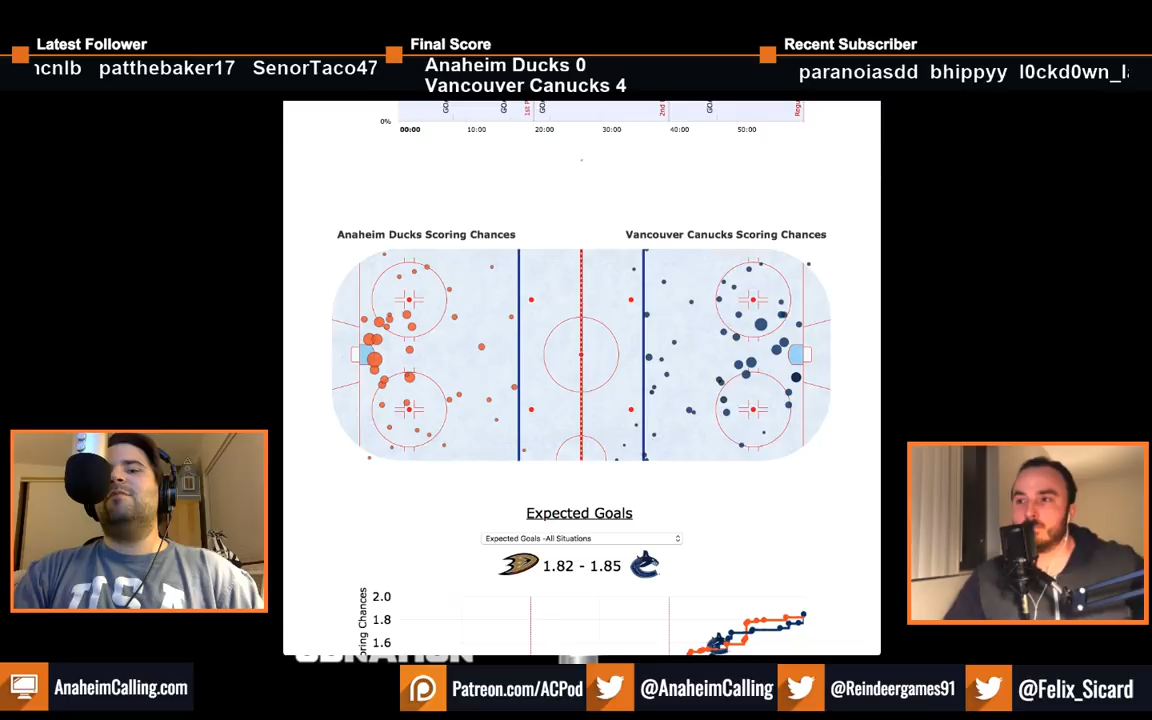 Latest Follower
patthebaker17 SenorTaco47
Final Score
Anaheim Ducks 0
Vancouver Canucks 4
Recent Subscriber
paranoiasdd bhippyy
0%
00:00 10:00 20:00 30:00 40:00 50:00
Anaheim Ducks Scoring Chances
Vancouver Canucks Scoring Chances
Expected Goals
Expected Goals -All Situations
1.82 - 1.85
2.0
1.8
1.6
USA
AnaheimCalling.com
Patreon.com/ACPod
@AnaheimCalling
@Reindeergames91
@Felix_Sicard